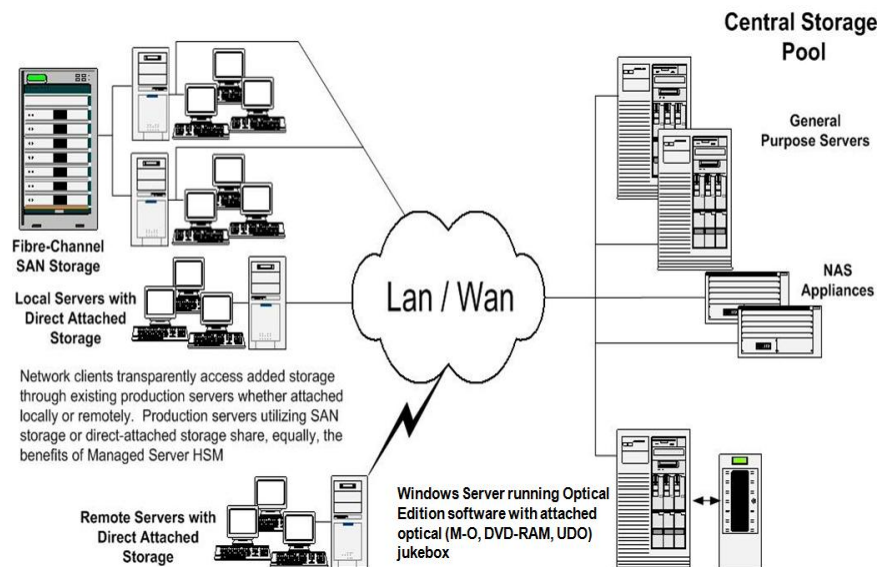 Central Storage
Pool
General
Purpose Servers
Fibre-Channel
SAN Storage
Lan / Wan
NAS
Appliances
Local Servers with
Direct Attached
Storage
Network clients transparently access added storage
through existing production servers whether attached
locally or remotely.  Production servers utilizing SAN
storage or direct-attached storage share, equally, the
benefits of Managed Server HSM
Remote Servers with
Direct Attached
Storage
Windows Server running Optical
Edition software with attached
optical (M-O, DVD-RAM, UDO)
jukebox